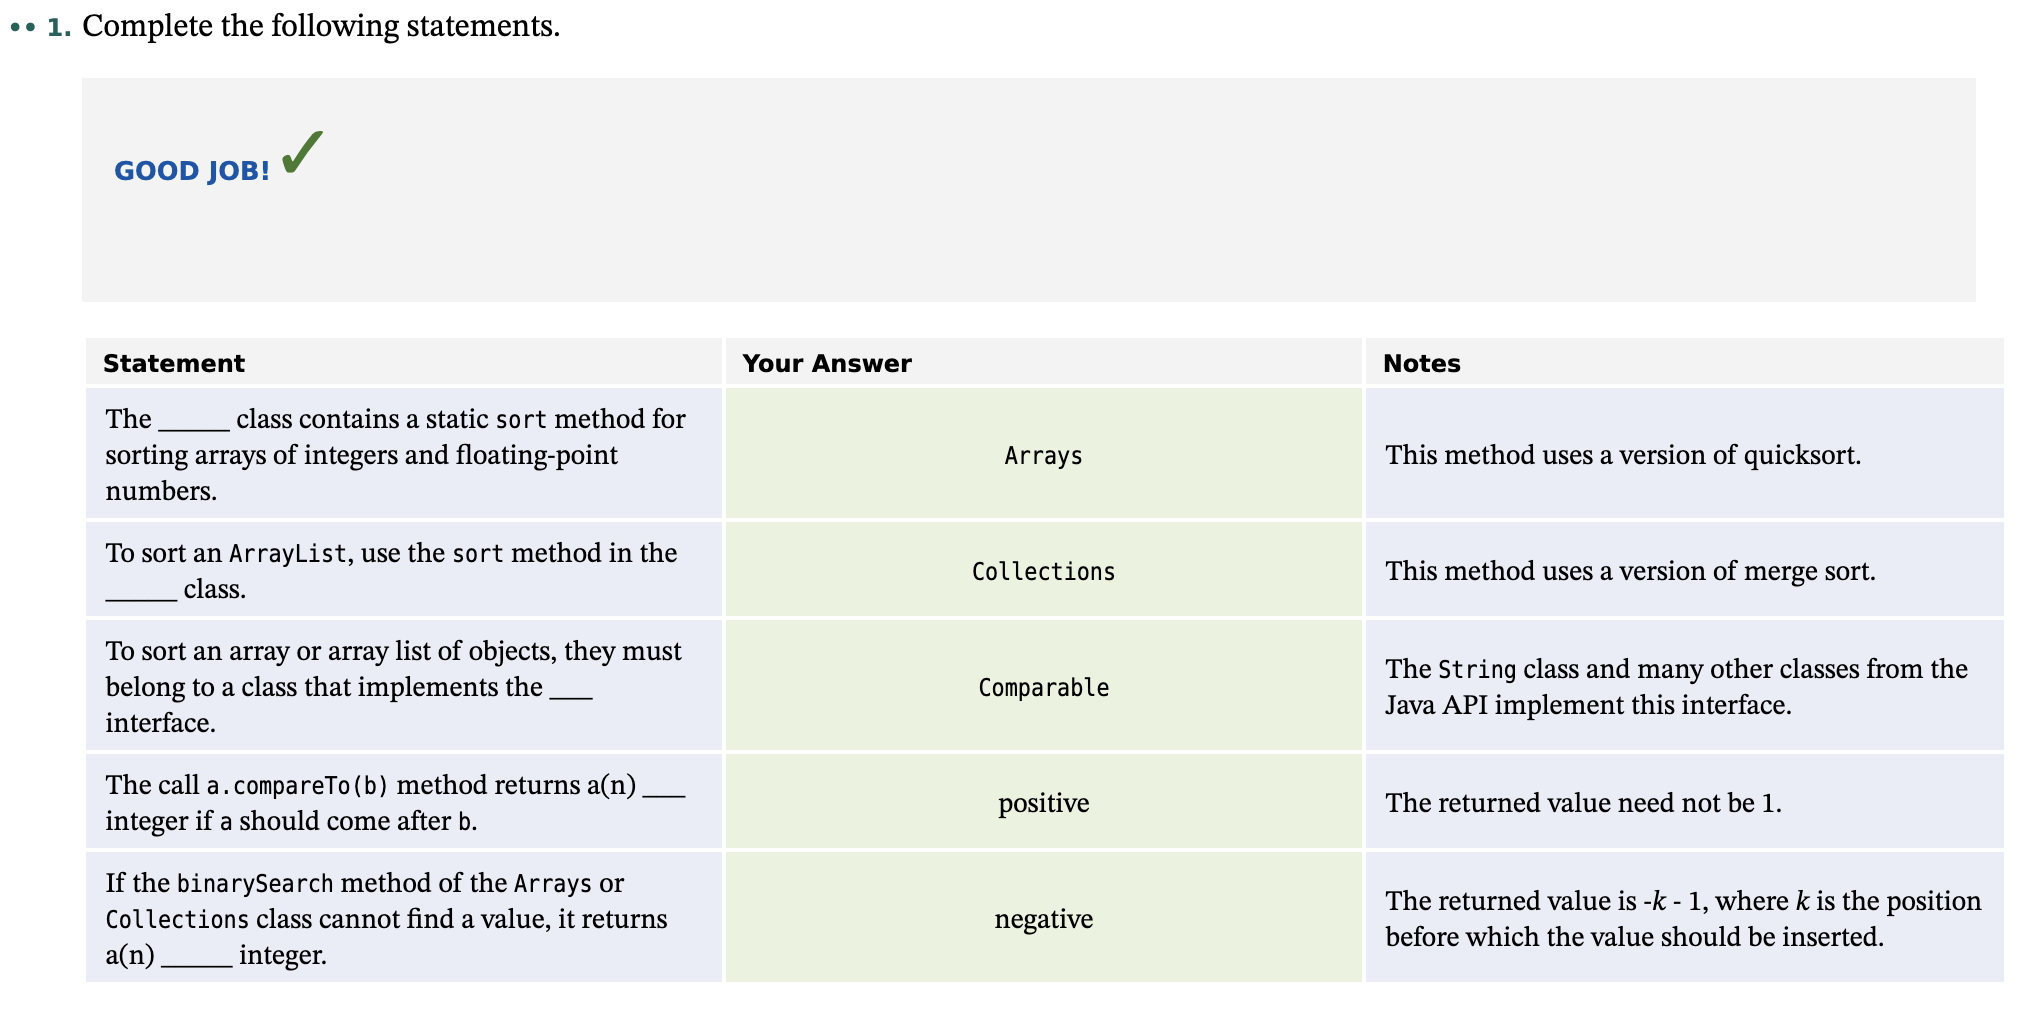 •• 1. Complete the following statements.
GOOD JOB! ✓
Statement
Your Answer
Notes
The _____ class contains a static sort method for
sorting arrays of integers and floating-point
numbers.
Arrays
This method uses a version of quicksort.
To sort an ArrayList, use the sort method in the
_____ class.
Collections
This method uses a version of merge sort.
To sort an array or array list of objects, they must
belong to a class that implements the ___
interface.
Comparable
The String class and many other classes from the
Java API implement this interface.
The call a.compareTo(b) method returns a(n) ___
integer if a should come after b.
positive
The returned value need not be 1.
If the binarySearch method of the Arrays or
Collections class cannot find a value, it returns
a(n) _____ integer.
negative
The returned value is -k - 1, where k is the position
before which the value should be inserted.